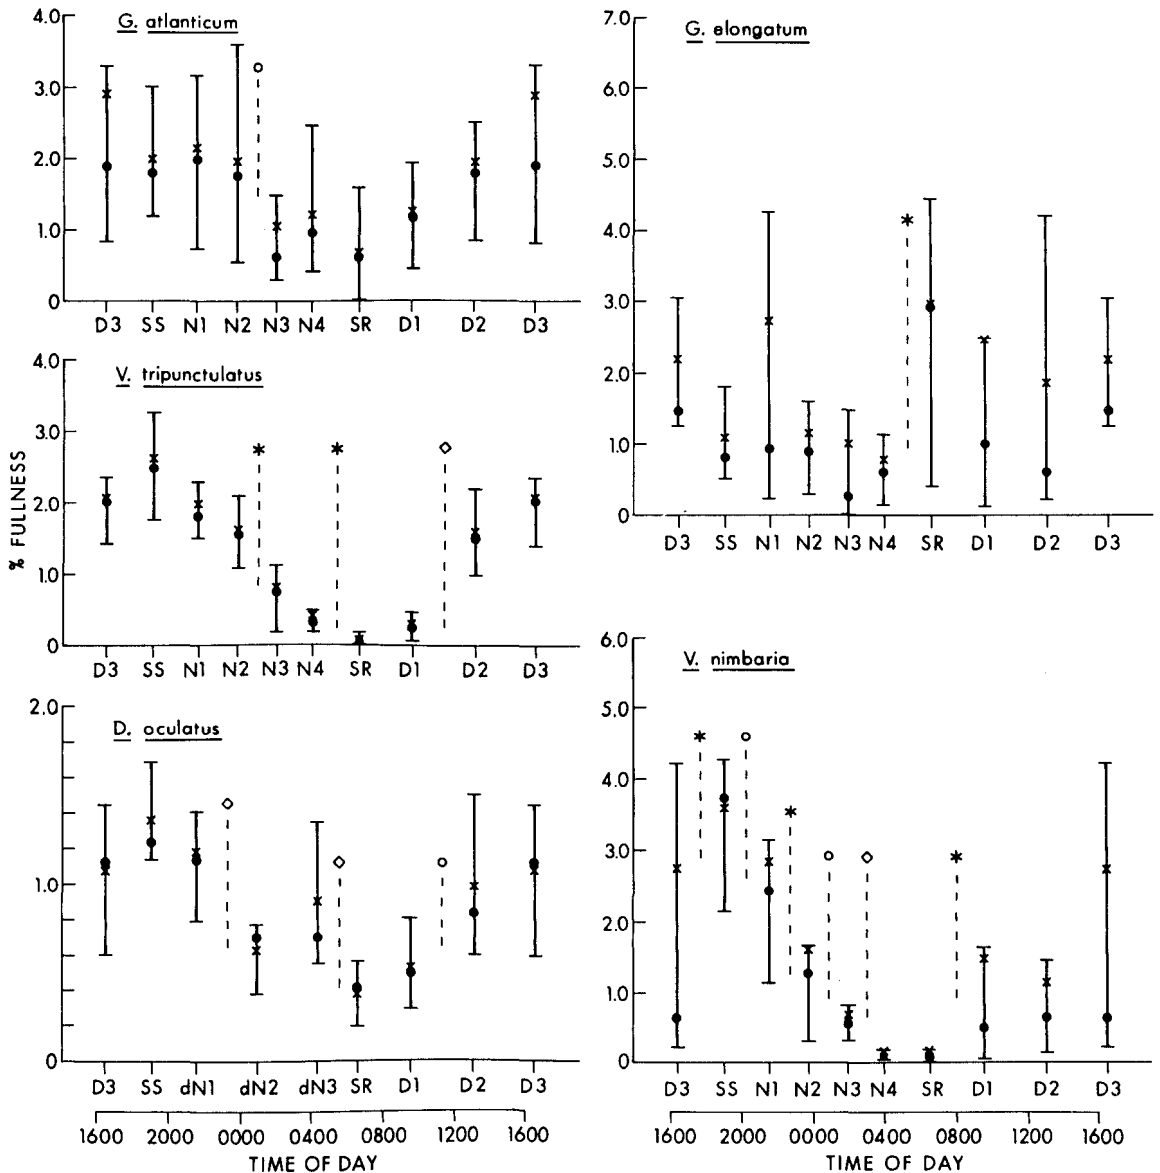 G. atlanticum
4.0
3.0
2.0
1.0
0
D3 SS N1 N2 N3 N4 SR D1 D2 D3
V. tripunctulatus
4.0
3.0
2.0
1.0
0
D3 SS N1 N2 N3 N4 SR D1 D2 D3
% FULLNESS
D. oculatus
2.0
1.0
0
D3 SS dN1 dN2 dN3 SR D1 D2 D3
1600 2000 0000 0400 0800 1200 1600
TIME OF DAY
G. elongatum
7.0
6.0
5.0
4.0
3.0
2.0
1.0
0
D3 SS N1 N2 N3 N4 SR D1 D2 D3
V. nimbaria
6.0
5.0
4.0
3.0
2.0
1.0
0
D3 SS N1 N2 N3 N4 SR D1 D2 D3
1600 2000 0000 0400 0800 1200 1600
TIME OF DAY